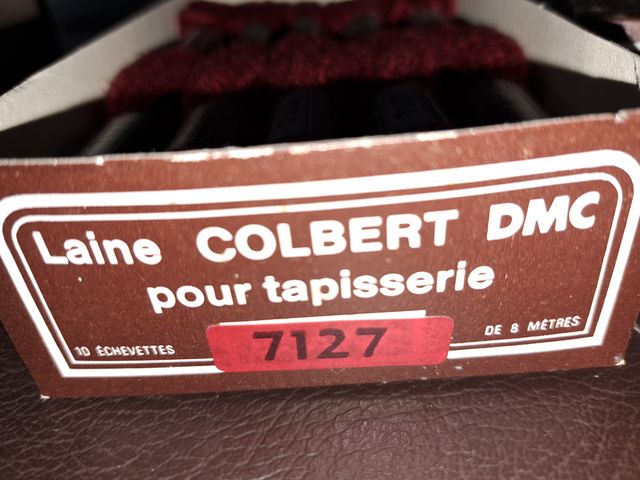 Laine COLBERT DMC
pour tapisserie
10 ÉCHEVETTES 7127 DE 8 MÈTRES